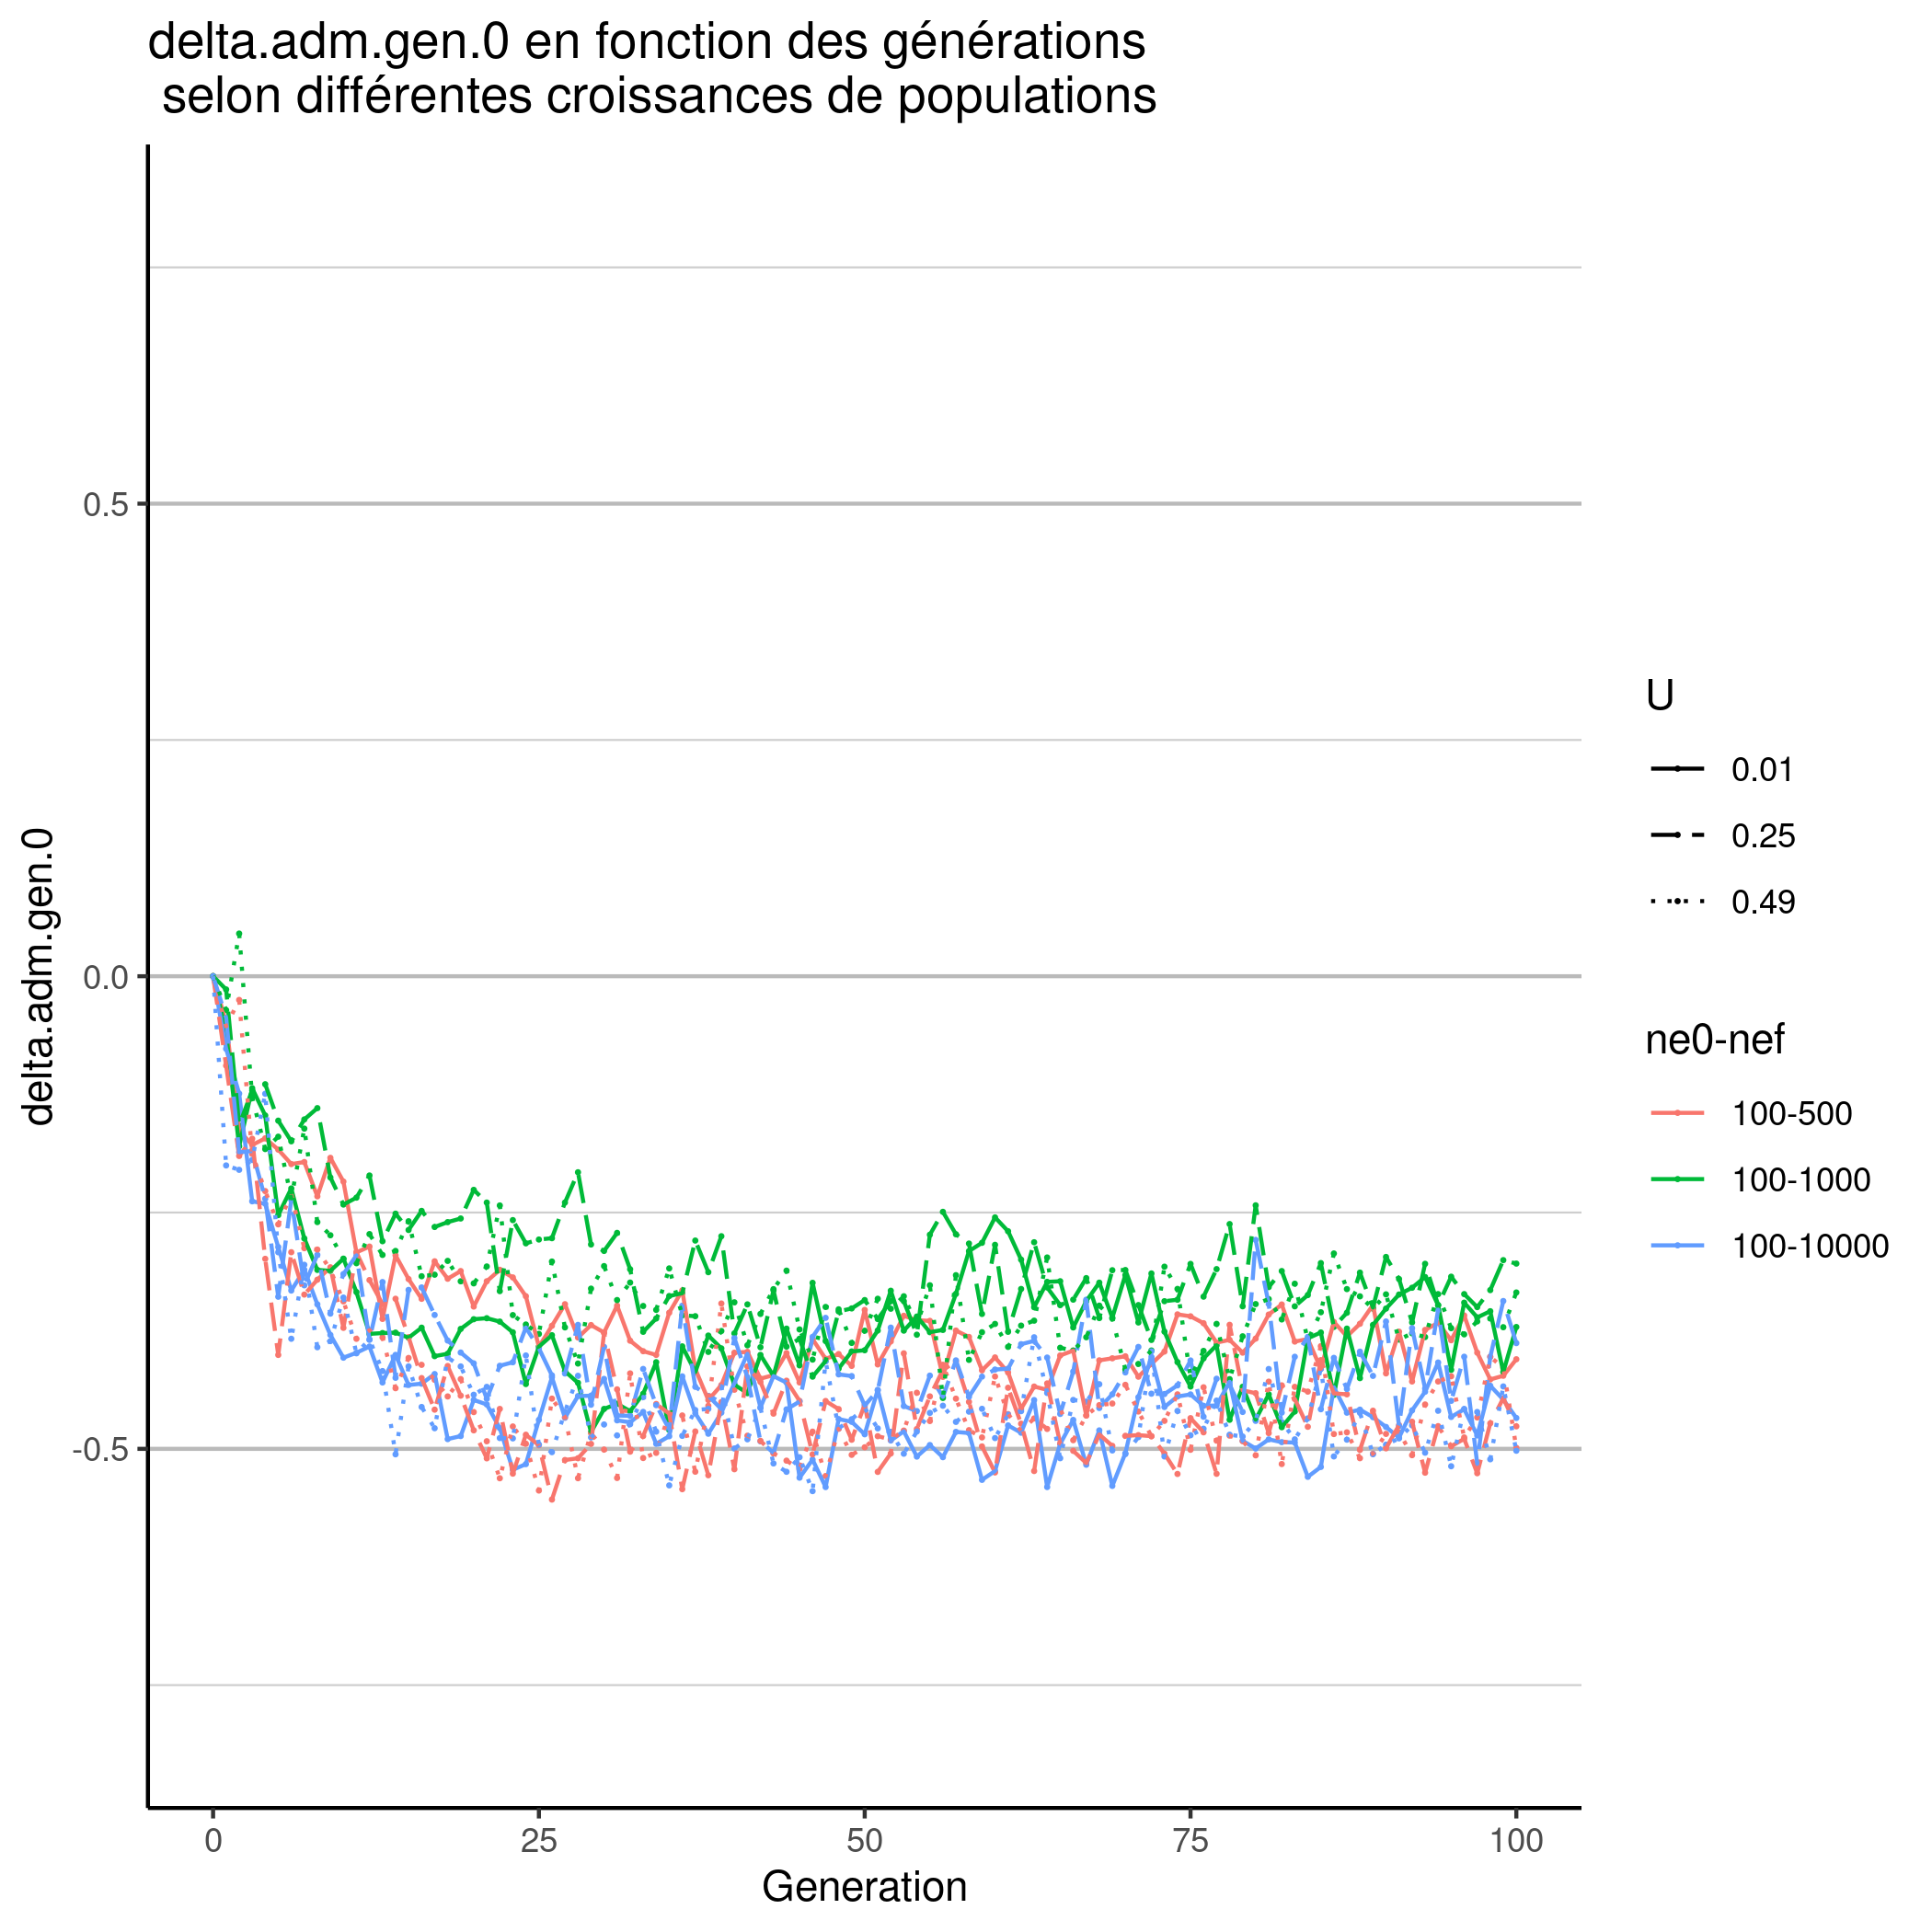 delta.adm.gen.0 en fonction des générations
selon différentes croissances de populations
delta.adm.gen.0
0.5
0.0
-0.5
0
25
50
75
100
Generation
U
0.01
0.25
0.49
ne0-nef
100-500
100-1000
100-10000